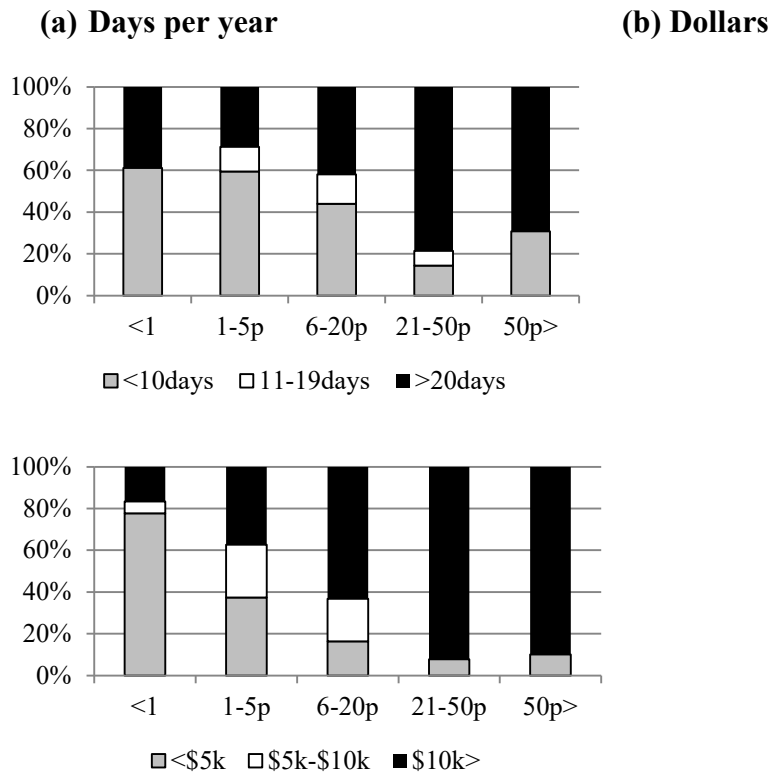 (a) Days per year (b) Dollars
100%
80%
60%
40%
20%
0%
<1 1-5p 6-20p 21-50p 50p>
<10days 11-19days >20days
100%
80%
60%
40%
20%
0%
<1 1-5p 6-20p 21-50p 50p>
<$5k $5k-$10k $10k>